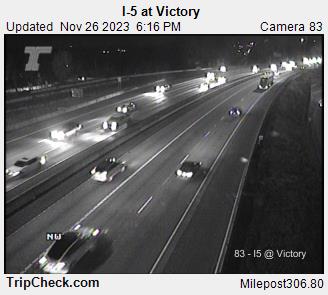 I-5 at Victory
Updated  Nov 26 2023  6:16 PM
Camera 83
T
NW
83 - I5 @ Victory
TripCheck.com
Milepost306.80